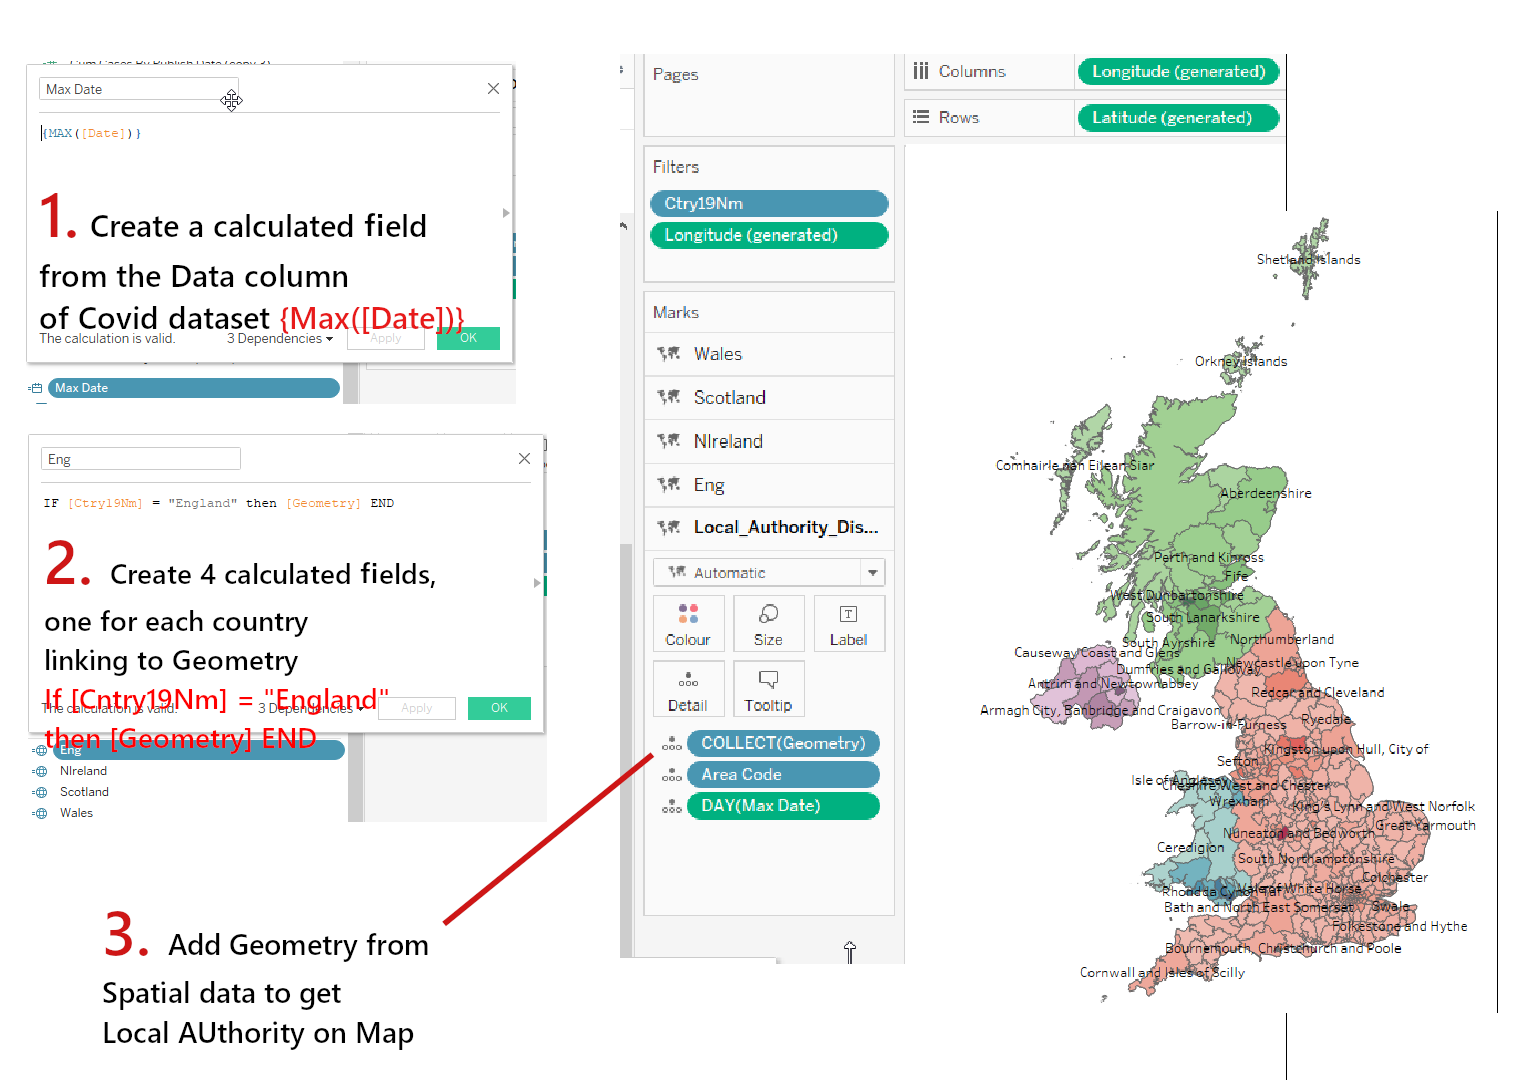 Max Date
{MAX([Date])}
1. Create a calculated field
from the Data column
of Covid dataset {Max([Date])}
The calculation is valid.
3 Dependencies
Apply
OK
Max Date
Eng
IF [Ctry19Nm] = "England" then [Geometry] END
2. Create 4 calculated fields,
one for each country
linking to Geometry
If [Cntry19Nm] = "England"
then [Geometry] END
The calculation is valid.
3 Dependencies
Apply
OK
Eng
NIreland
Scotland
Wales
3. Add Geometry from
Spatial data to get
Local AUthority on Map
Pages
Filters
Ctry19Nm
Longitude (generated)
Marks
Wales
Scotland
NIreland
Eng
Local_Authority_Dis...
Automatic
Colour
Size
Label
Detail
Tooltip
COLLECT(Geometry)
Area Code
DAY(Max Date)
Columns
Longitude (generated)
Rows
Latitude (generated)
Shetland Islands
Orkney Islands
Comhairle nan Eilean Siar
Aberdeenshire
Perth and Kinross
Fife
West Dunbartonshire
South Lanarkshire
South Ayrshire
Northumberland
Causeway Coast and Glens
Newcastle upon Tyne
Dumfries and Galloway
Antrim and Newtownabbey
Redcar and Cleveland
Armagh City, Banbridge and Craigavon
Barrow-in-Furness
Ryedale
Kingston upon Hull, City of
Sefton
Isle of Anglesey
Cheshire West and Chester
Wrexham
King's Lynn and West Norfolk
Great Yarmouth
Nuneaton and Bedworth
Ceredigion
South Northamptonshire
Colchester
Rhondda Cynon Taf
Vale of White Horse
Bath and North East Somerset
Swale
Folkestone and Hythe
Bournemouth, Christchurch and Poole
Cornwall and Isles of Scilly